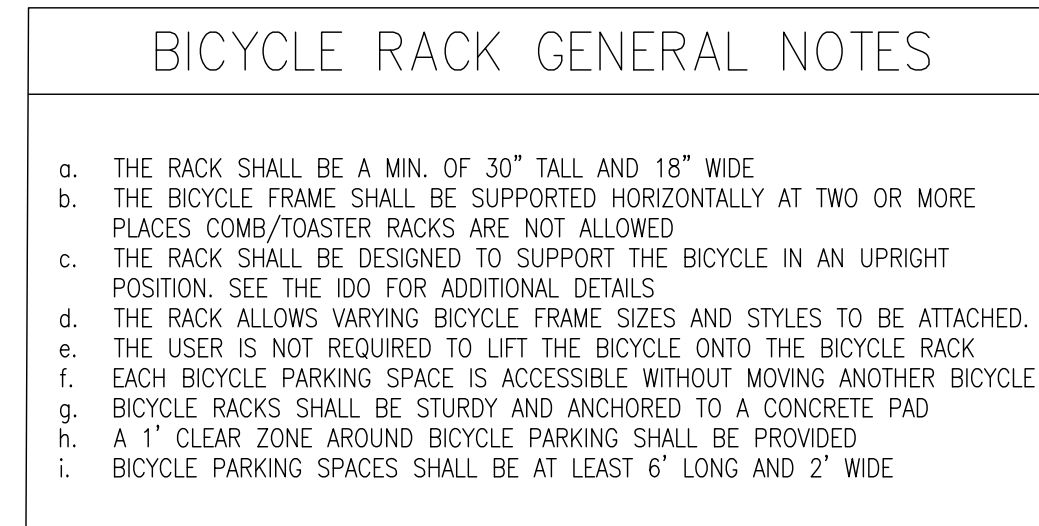 BICYCLE RACK GENERAL NOTES
a. THE RACK SHALL BE A MIN. OF 30" TALL AND 18" WIDE
b. THE BICYCLE FRAME SHALL BE SUPPORTED HORIZONTALLY AT TWO OR MORE
PLACES COMB/TOASTER RACKS ARE NOT ALLOWED
c. THE RACK SHALL BE DESIGNED TO SUPPORT THE BICYCLE IN AN UPRIGHT
POSITION. SEE THE IDO FOR ADDITIONAL DETAILS
d. THE RACK ALLOWS VARYING BICYCLE FRAME SIZES AND STYLES TO BE ATTACHED.
e. THE USER IS NOT REQUIRED TO LIFT THE BICYCLE ONTO THE BICYCLE RACK
f. EACH BICYCLE PARKING SPACE IS ACCESSIBLE WITHOUT MOVING ANOTHER BICYCLE
g. BICYCLE RACKS SHALL BE STURDY AND ANCHORED TO A CONCRETE PAD
h. A 1' CLEAR ZONE AROUND BICYCLE PARKING SHALL BE PROVIDED
i. BICYCLE PARKING SPACES SHALL BE AT LEAST 6' LONG AND 2' WIDE